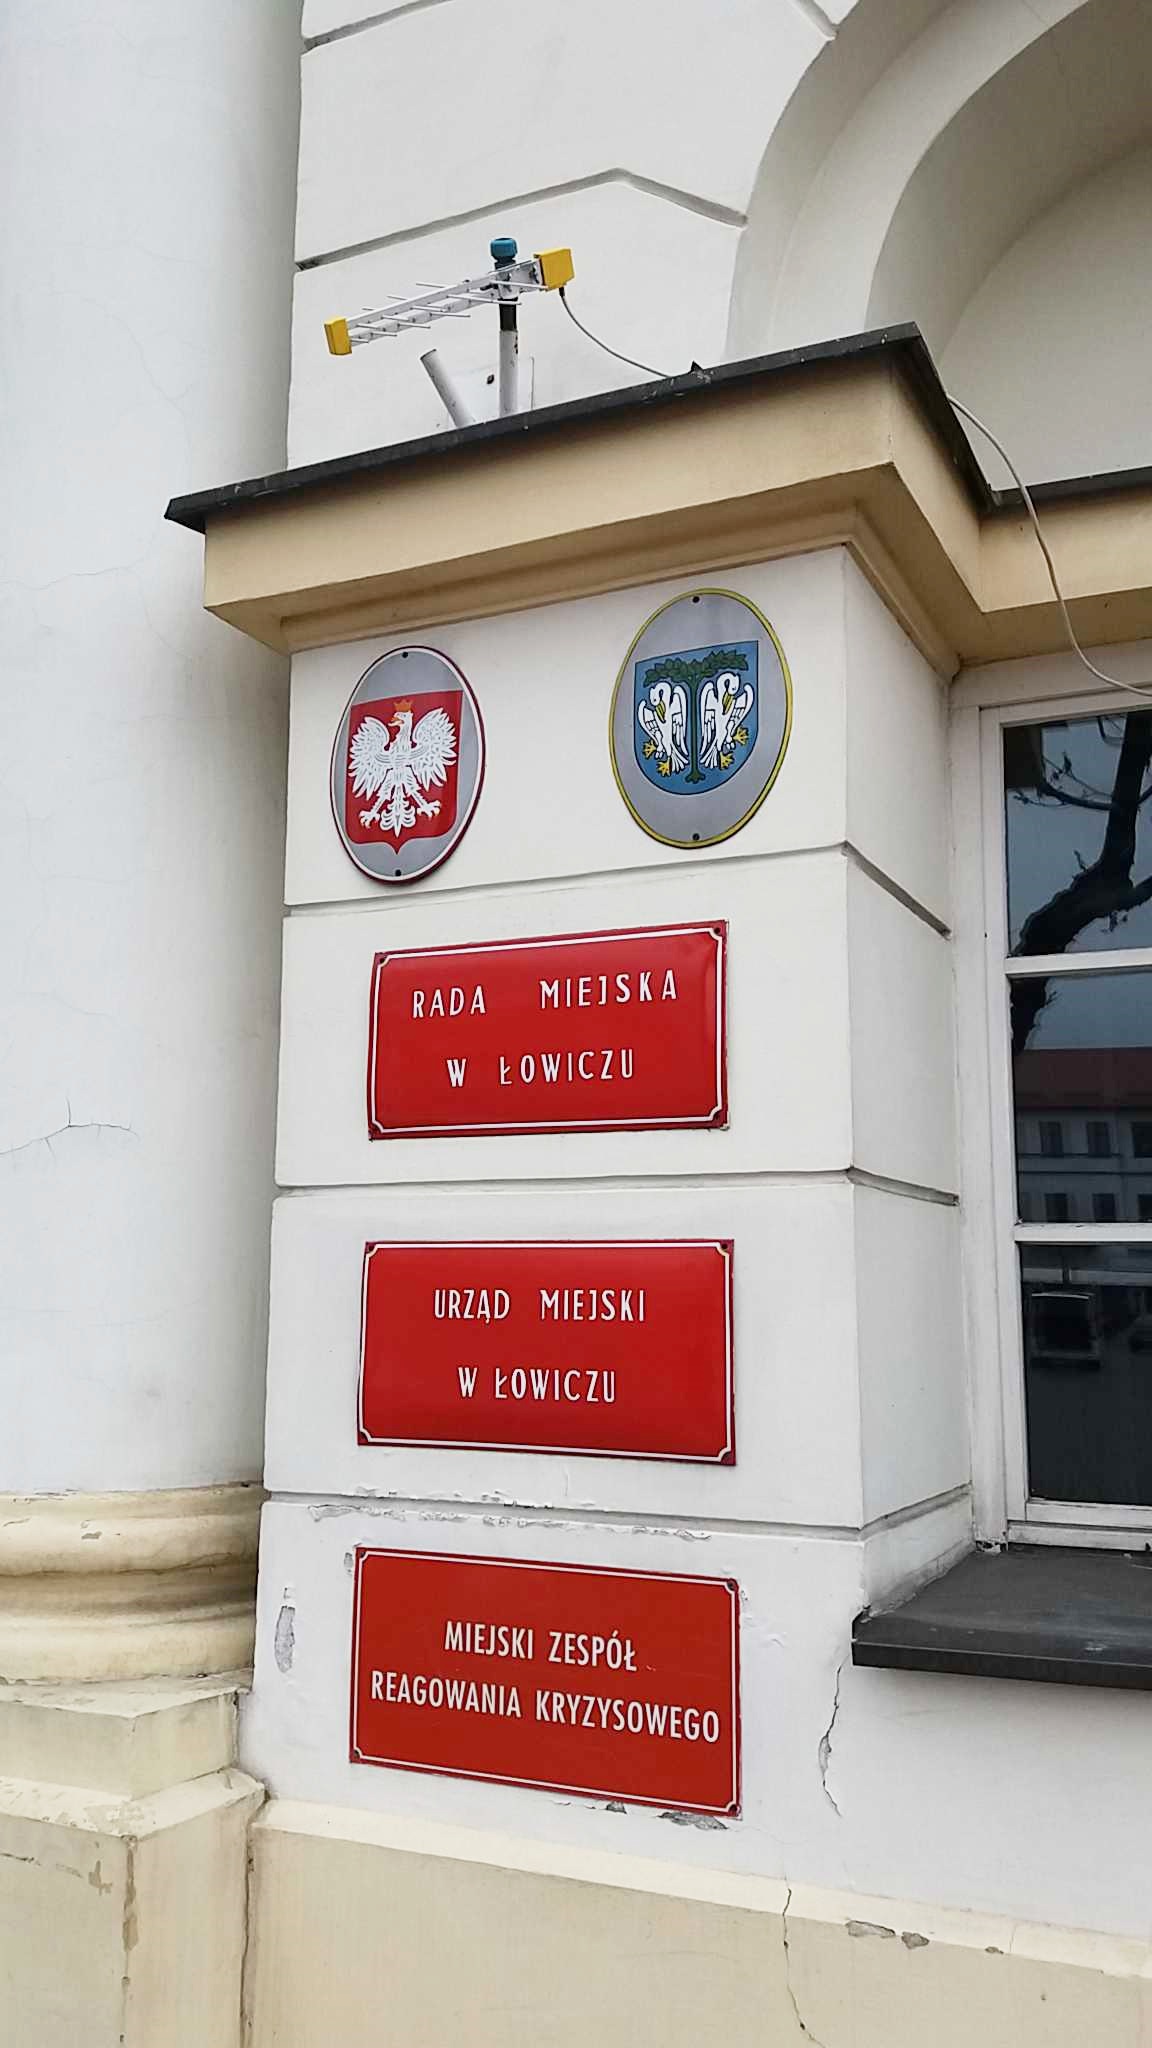 RADA MIEJSKA
W ŁOWICZU
URZĄD MIEJSKI
W ŁOWICZU
MIEJSKI ZESPÓŁ
REAGOWANIA KRYZYSOWEGO